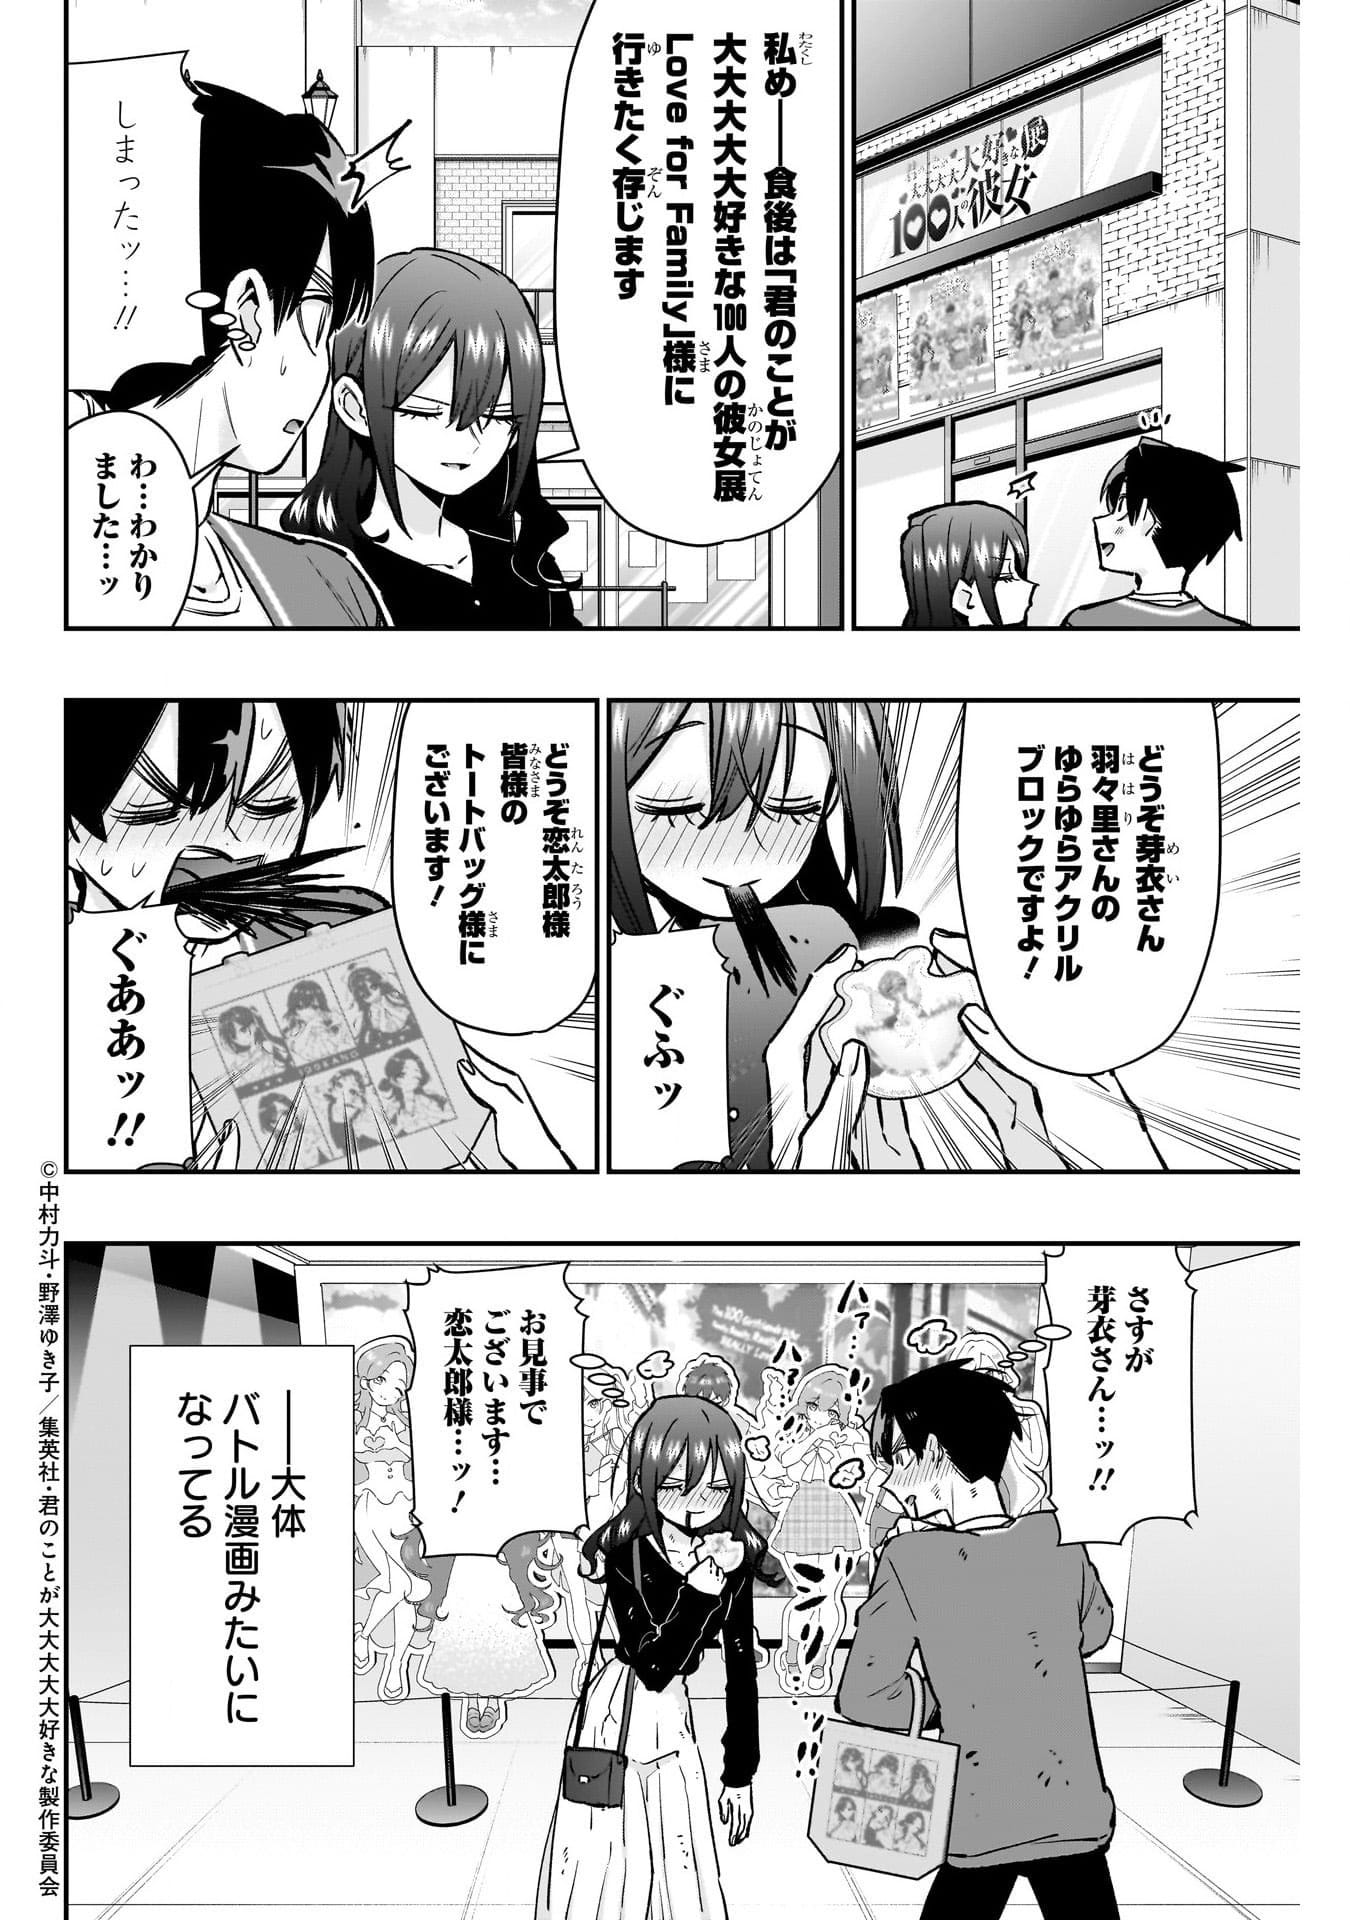 君のことが
大大大大大好きな
100人の彼女
展
私め――食後は「君のことが
大大大大大好きな100人の彼女展
Love for Family」様に
行きたく存じます
しまったッ…!!
わ…わかり
ました…ッ
どうぞ芽衣さん
羽々里さんの
ゆらゆらアクリル
ブロックですよ!
ぐふッ
どうぞ恋太郎様
皆様の
トートバッグ様に
ございます!
ぐああッ!!
さすが
芽衣さん…ッ!!
ハァ…
ハァ…
お見事で
ございます…
恋太郎様…ッ!
――大体
バトル漫画みたいに
なってる
©中村力斗・野澤ゆき子/集英社・君のことが大大大大大好きな製作委員会